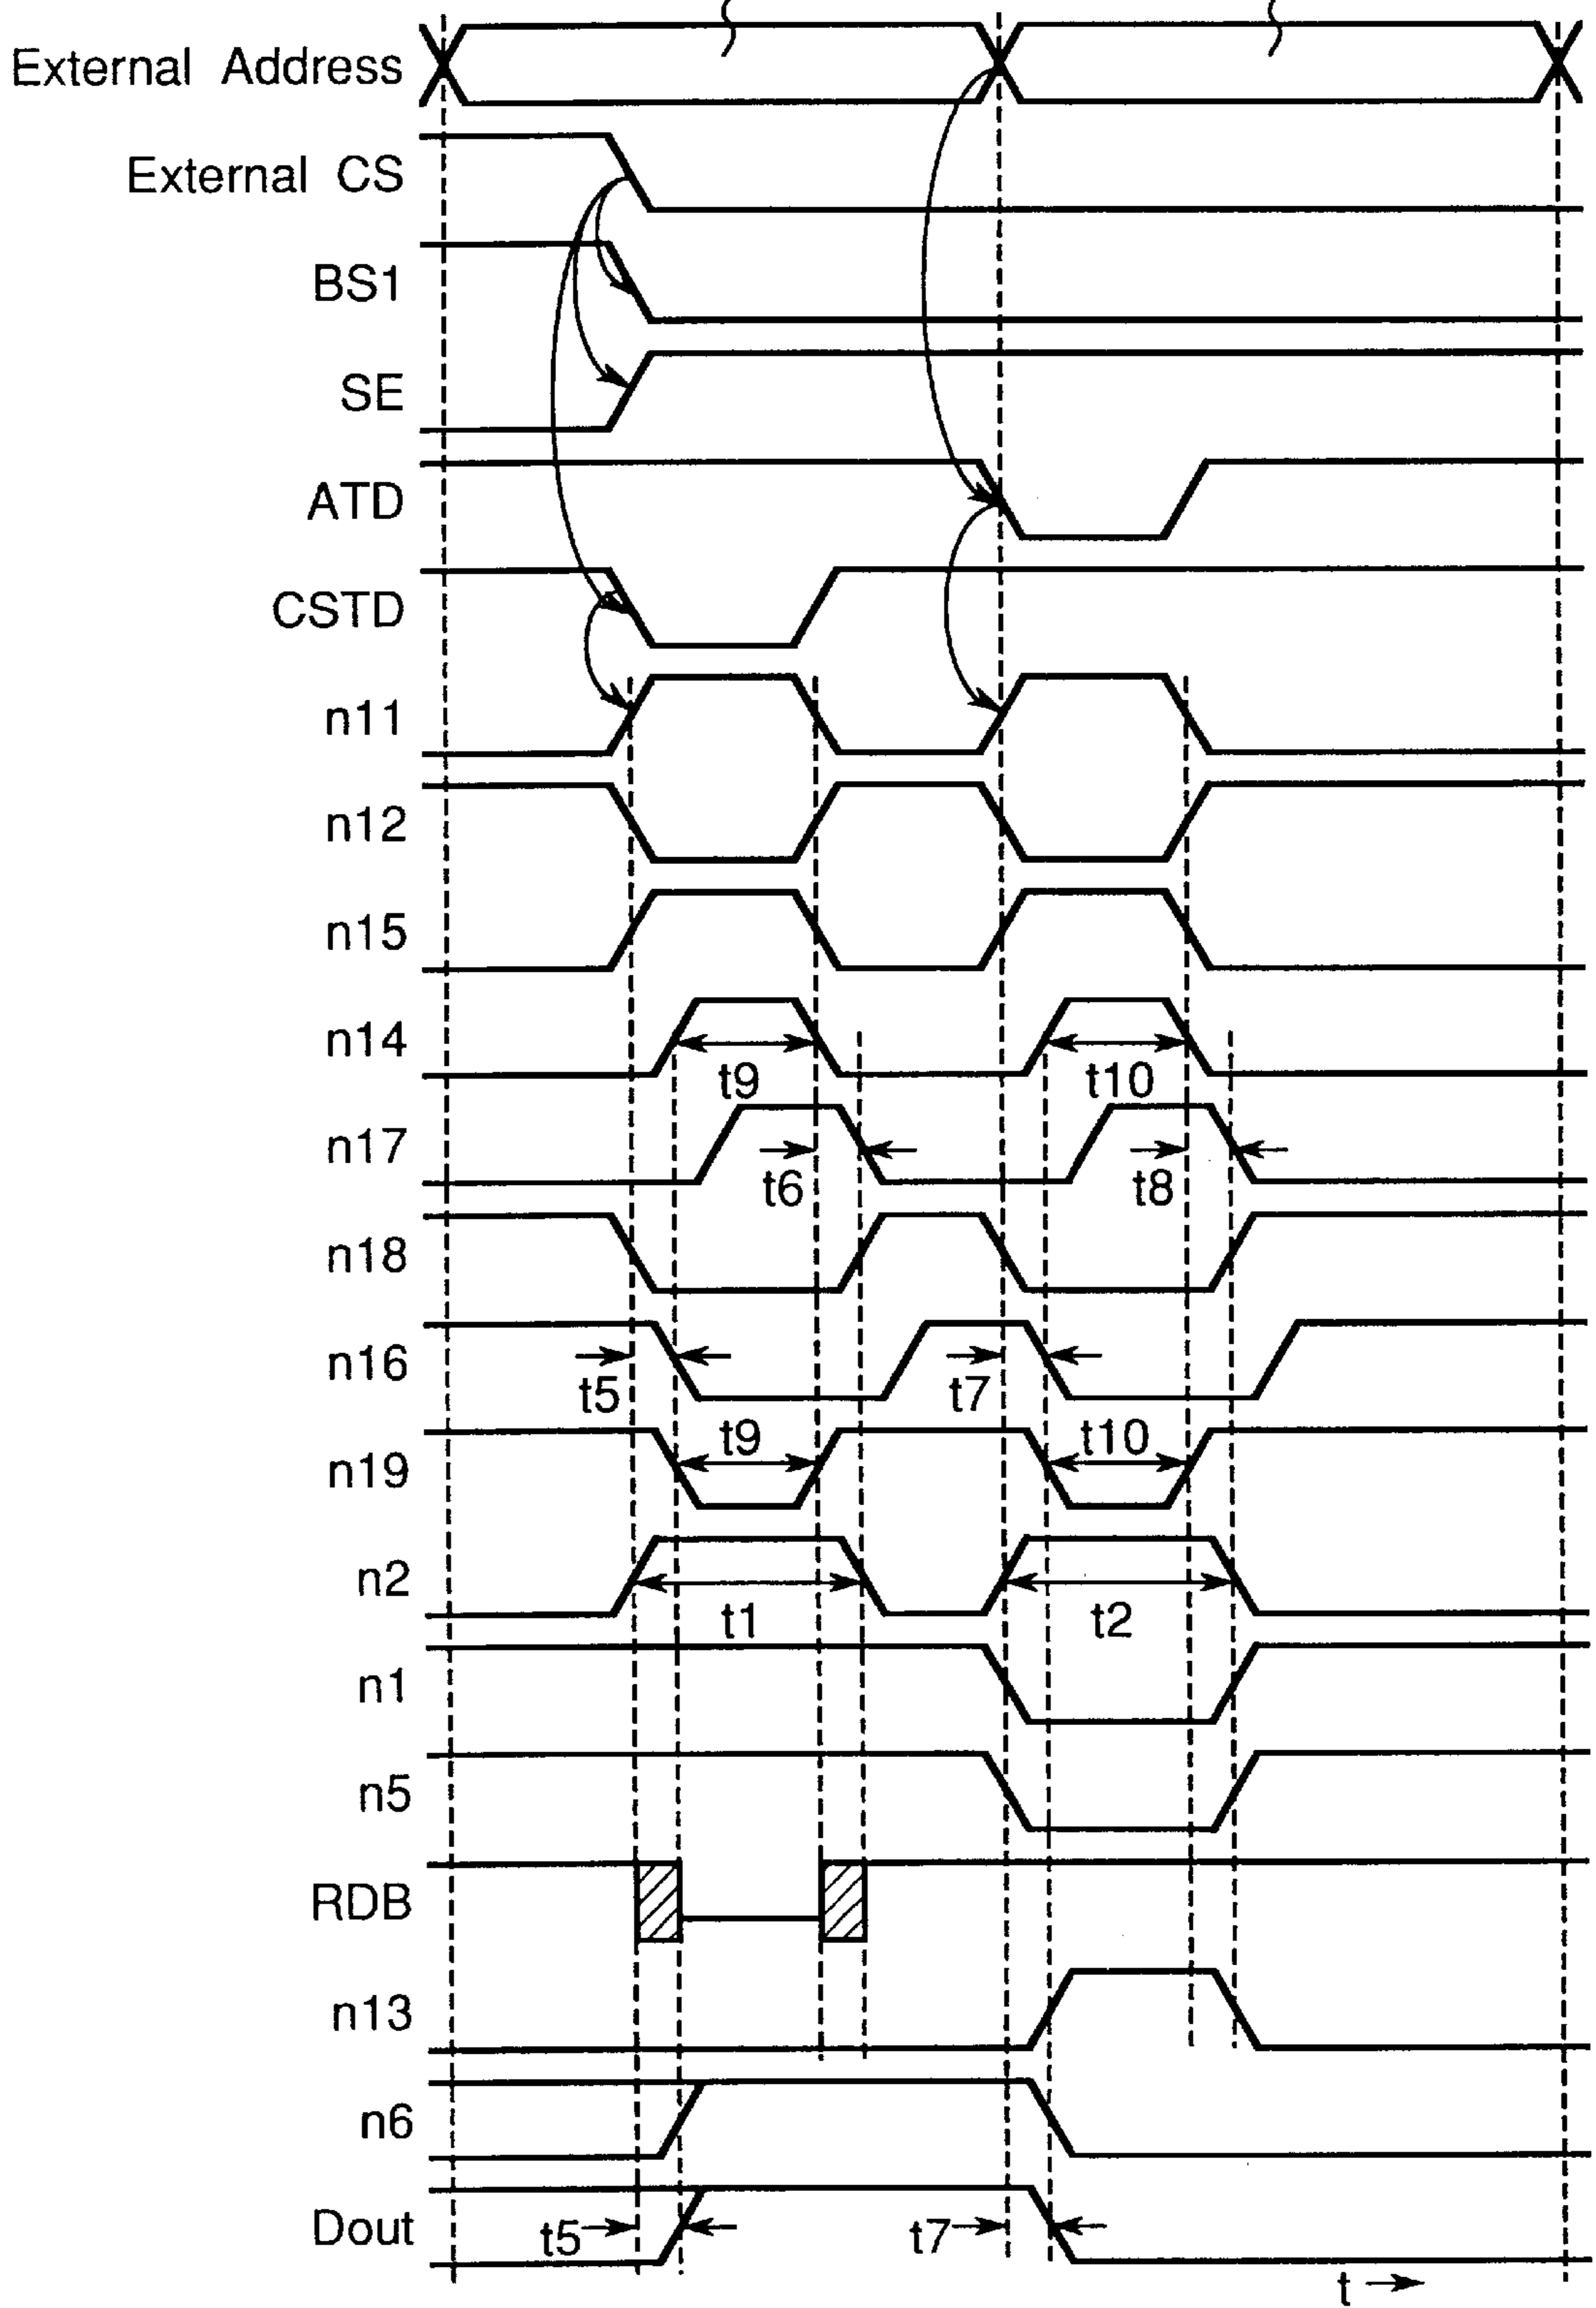 External Address
External CS
BS1
SE
ATD
CSTD
n11
n12
n15
n14
t9 t10
n17
t6 t8
n18
n16
t5 t7
t9 t10
n19
n2
t1 t2
n1
n5
RDB
n13
n6
Dout
t5 t7
t